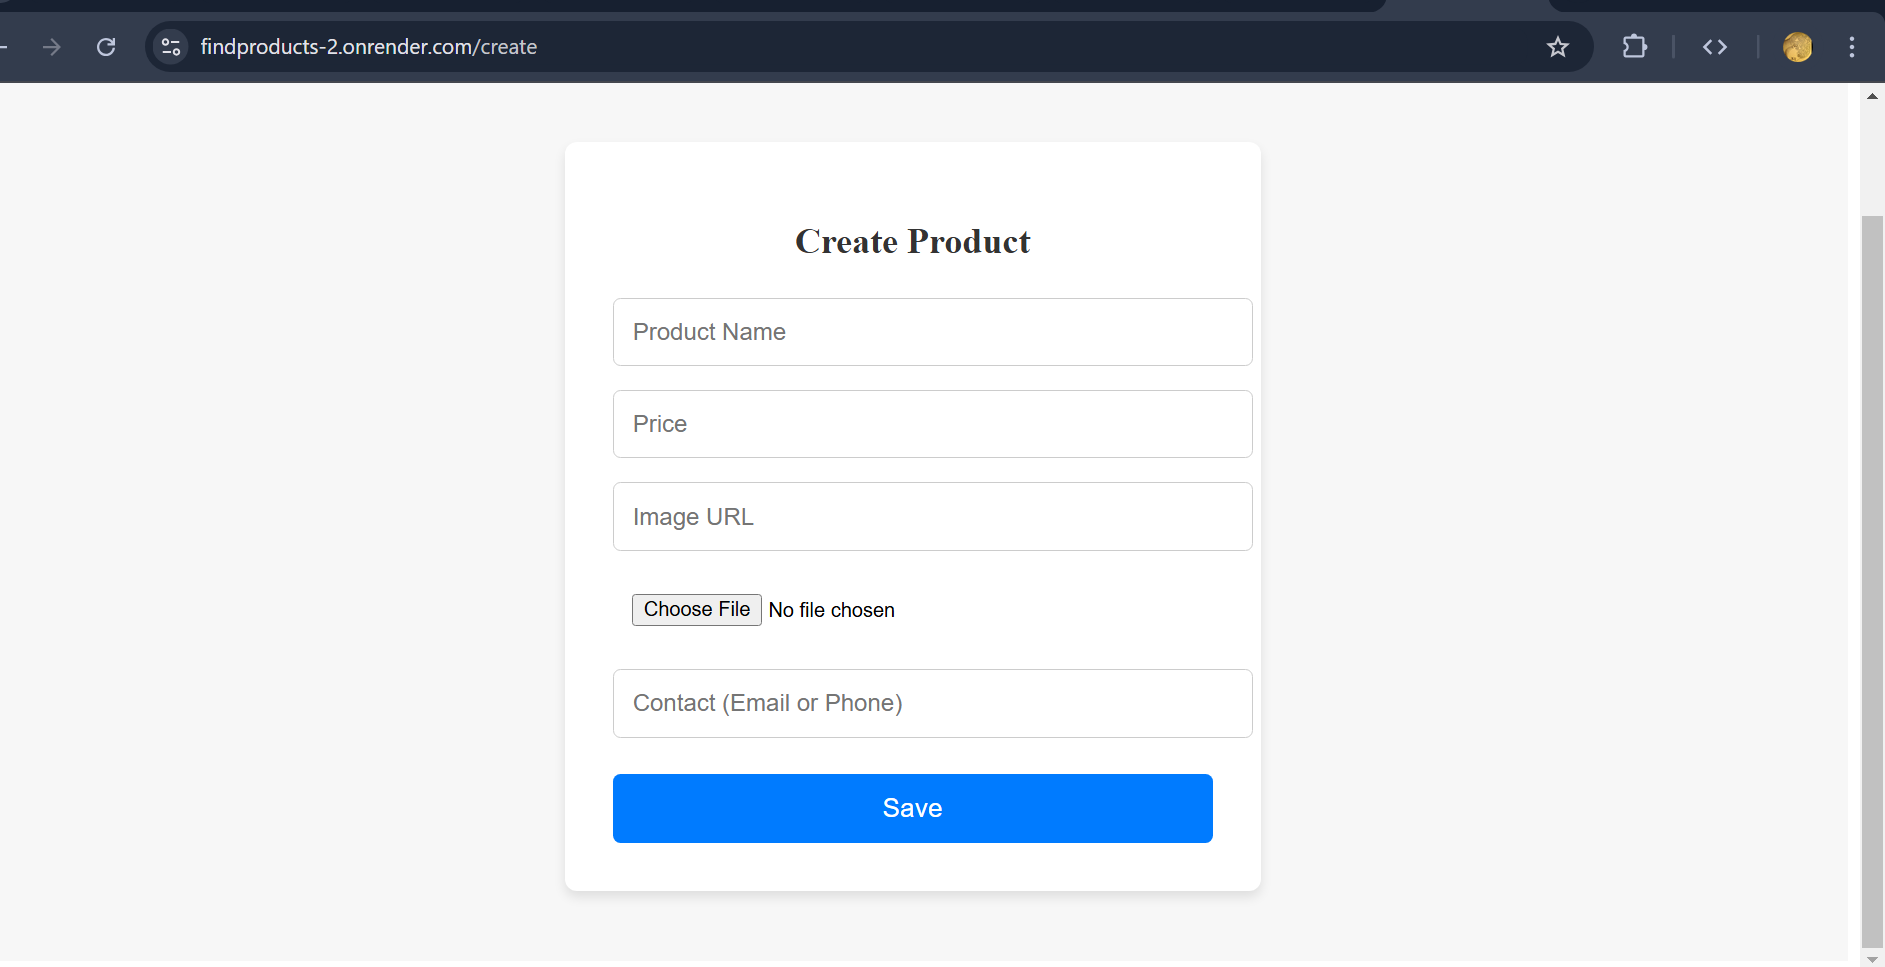 findproducts-2.onrender.com/create
Create Product
Product Name
Price
Image URL
Choose File No file chosen
Contact (Email or Phone)
Save